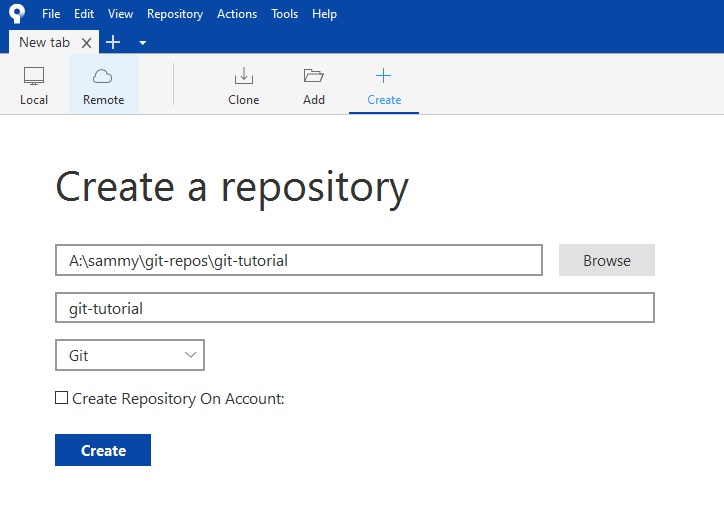 File Edit View Repository Actions Tools Help
New tab
Local Remote Clone Add Create
Create a repository
A:\sammy\git-repos\git-tutorial Browse
git-tutorial
Git
Create Repository On Account:
Create